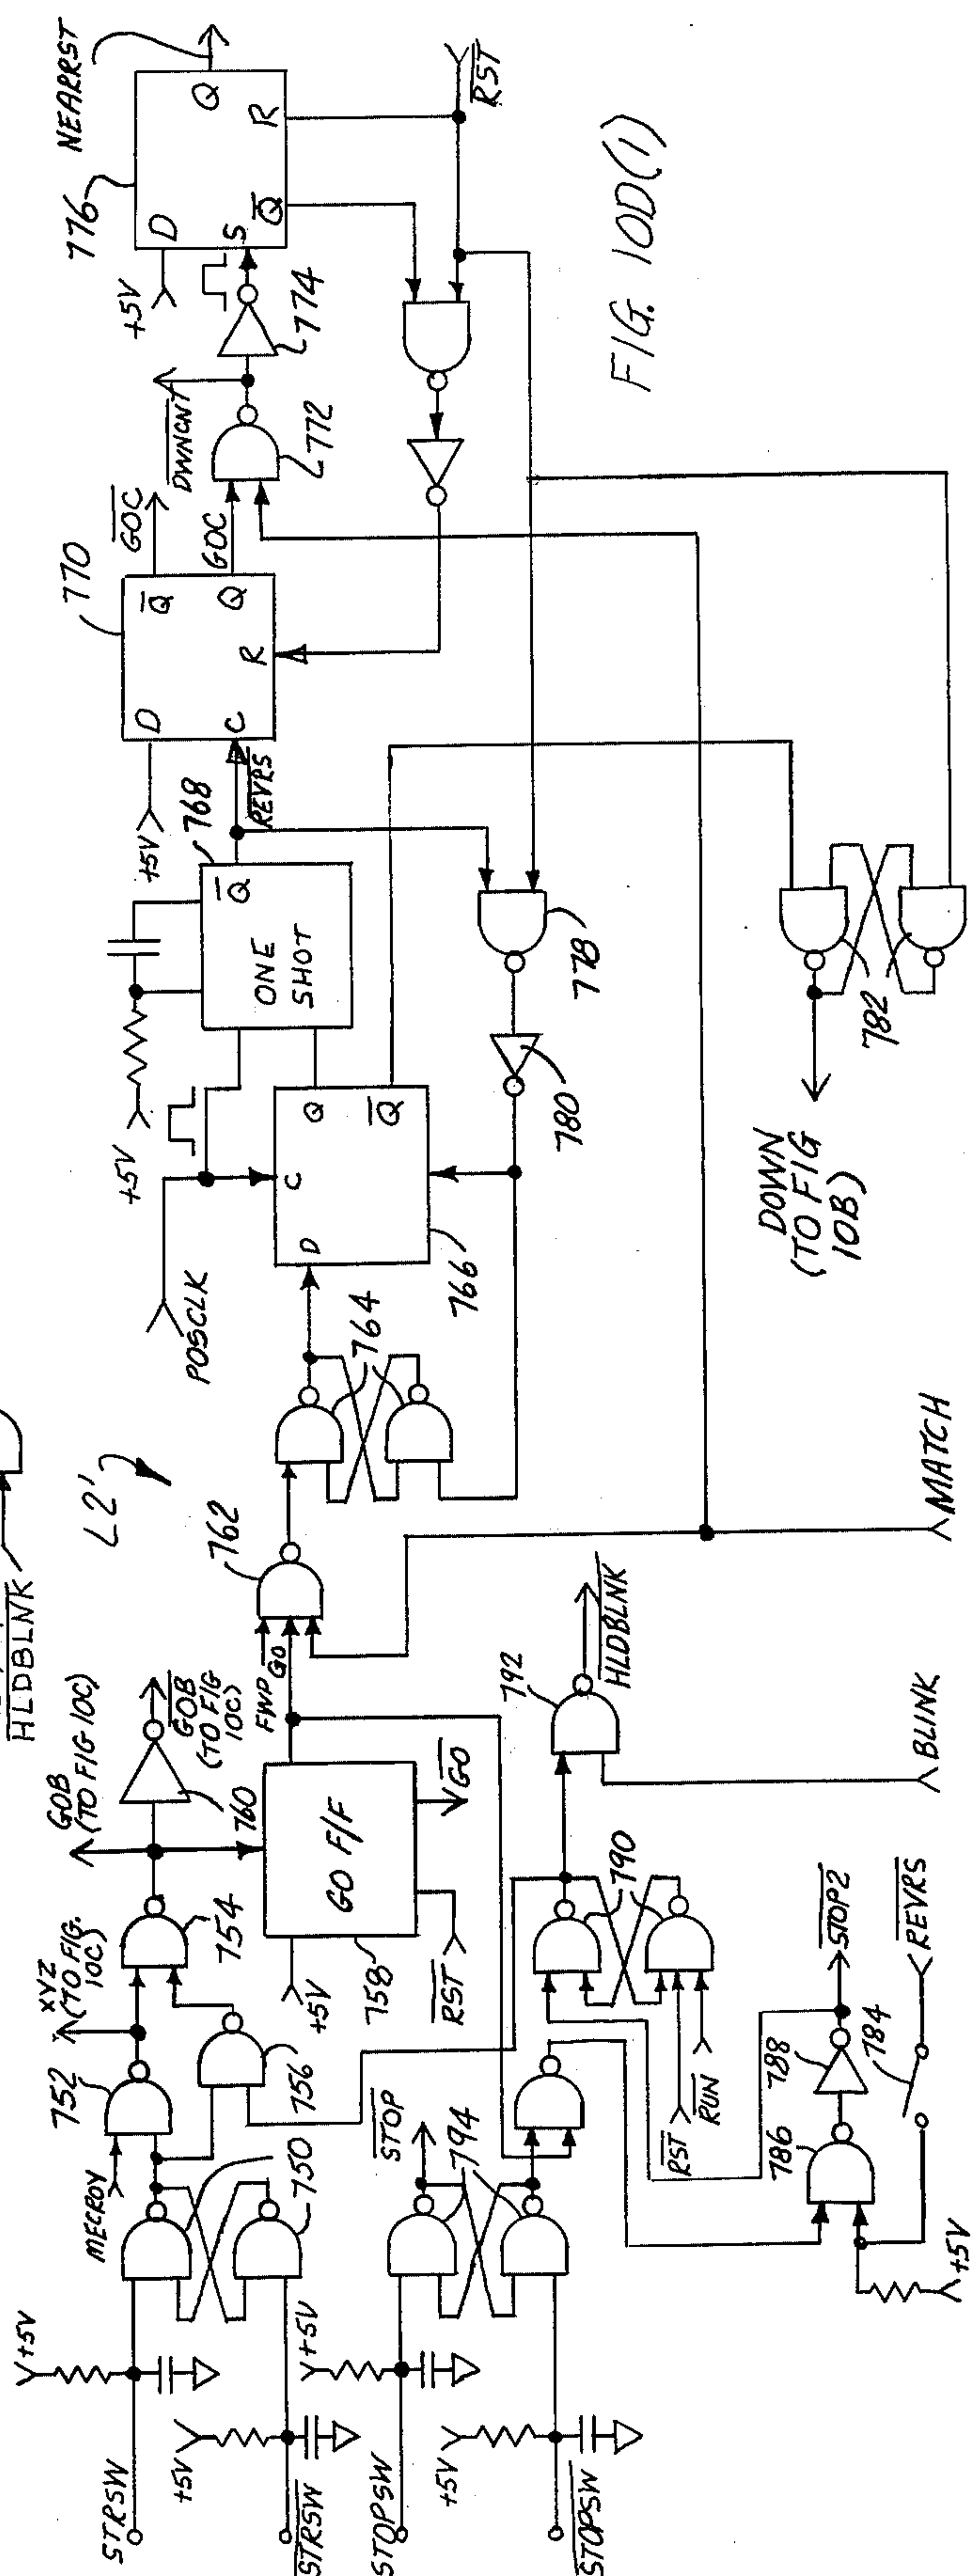 HLDBLNK
L2'
STRSW
+5V
STRSW
+5V
750
MECRDY
752
XYZ
(TO FIG.
10C)
754
756
GOB
(TO FIG 10C)
760
GOB
(TO FIG
10C)
GO F/F
+5V
758
RST
GO
FWP
GO
762
764
POSCLK
+5V
D
C
Q
Q
766
ONE
SHOT
Q
768
REVRS
+5V
D
C
R
Q
Q
770
GOC
GOC
DWNCNT
772
774
+5V
D
S
Q
Q
R
776
NEARRST
RST
778
780
782
DOWN
(TO FIG
10B)
MATCH
STOPSW
+5V
STOPSW
+5V
STOP
794
790
RST
RUN
792
HLDBLNK
BLINK
786
788
STOP2
784
REVRS
+5V
FIG. 10D(1)